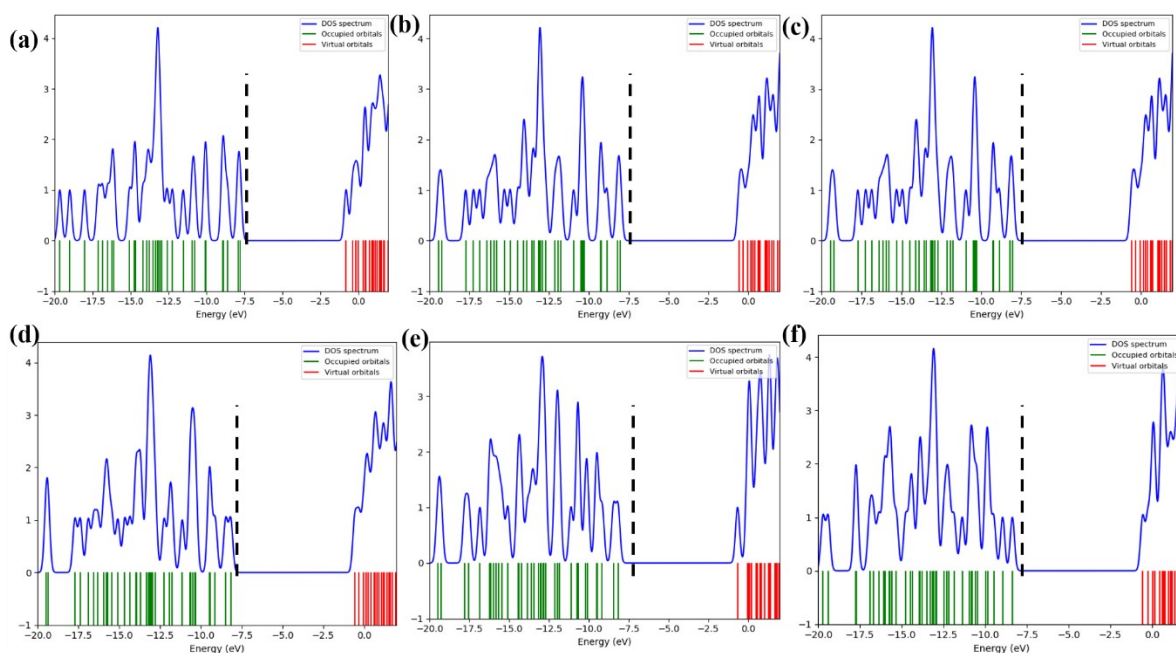 (a)
DOS spectrum
Occupied orbitals
Virtual orbitals
4
3
2
1
0
−1
−20.0 −17.5 −15.0 −12.5 −10.0 −7.5 −5.0 −2.5 0.0
Energy (eV)
(b)
DOS spectrum
Occupied orbitals
Virtual orbitals
4
3
2
1
0
−1
−20.0 −17.5 −15.0 −12.5 −10.0 −7.5 −5.0 −2.5 0.0
Energy (eV)
(c)
DOS spectrum
Occupied orbitals
Virtual orbitals
4
3
2
1
0
−1
−20.0 −17.5 −15.0 −12.5 −10.0 −7.5 −5.0 −2.5 0.0
Energy (eV)
(d)
DOS spectrum
Occupied orbitals
Virtual orbitals
4
3
2
1
0
−1
−20.0 −17.5 −15.0 −12.5 −10.0 −7.5 −5.0 −2.5 0.0
Energy (eV)
(e)
DOS spectrum
Occupied orbitals
Virtual orbitals
4
3
2
1
0
−1
−20.0 −17.5 −15.0 −12.5 −10.0 −7.5 −5.0 −2.5 0.0
Energy (eV)
(f)
DOS spectrum
Occupied orbitals
Virtual orbitals
4
3
2
1
0
−1
−20.0 −17.5 −15.0 −12.5 −10.0 −7.5 −5.0 −2.5 0.0
Energy (eV)